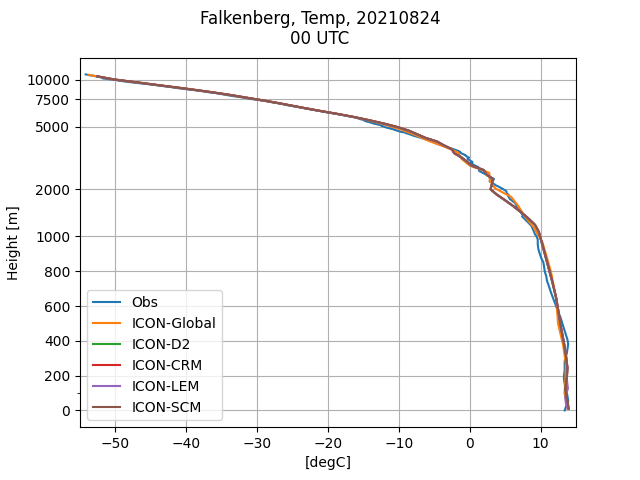 Falkenberg, Temp, 20210824
00 UTC
10000
7500
5000
2000
1000
800
600
400
200
0
Height [m]
Obs
ICON-Global
ICON-D2
ICON-CRM
ICON-LEM
ICON-SCM
−50 −40 −30 −20 −10 0 10
[degC]